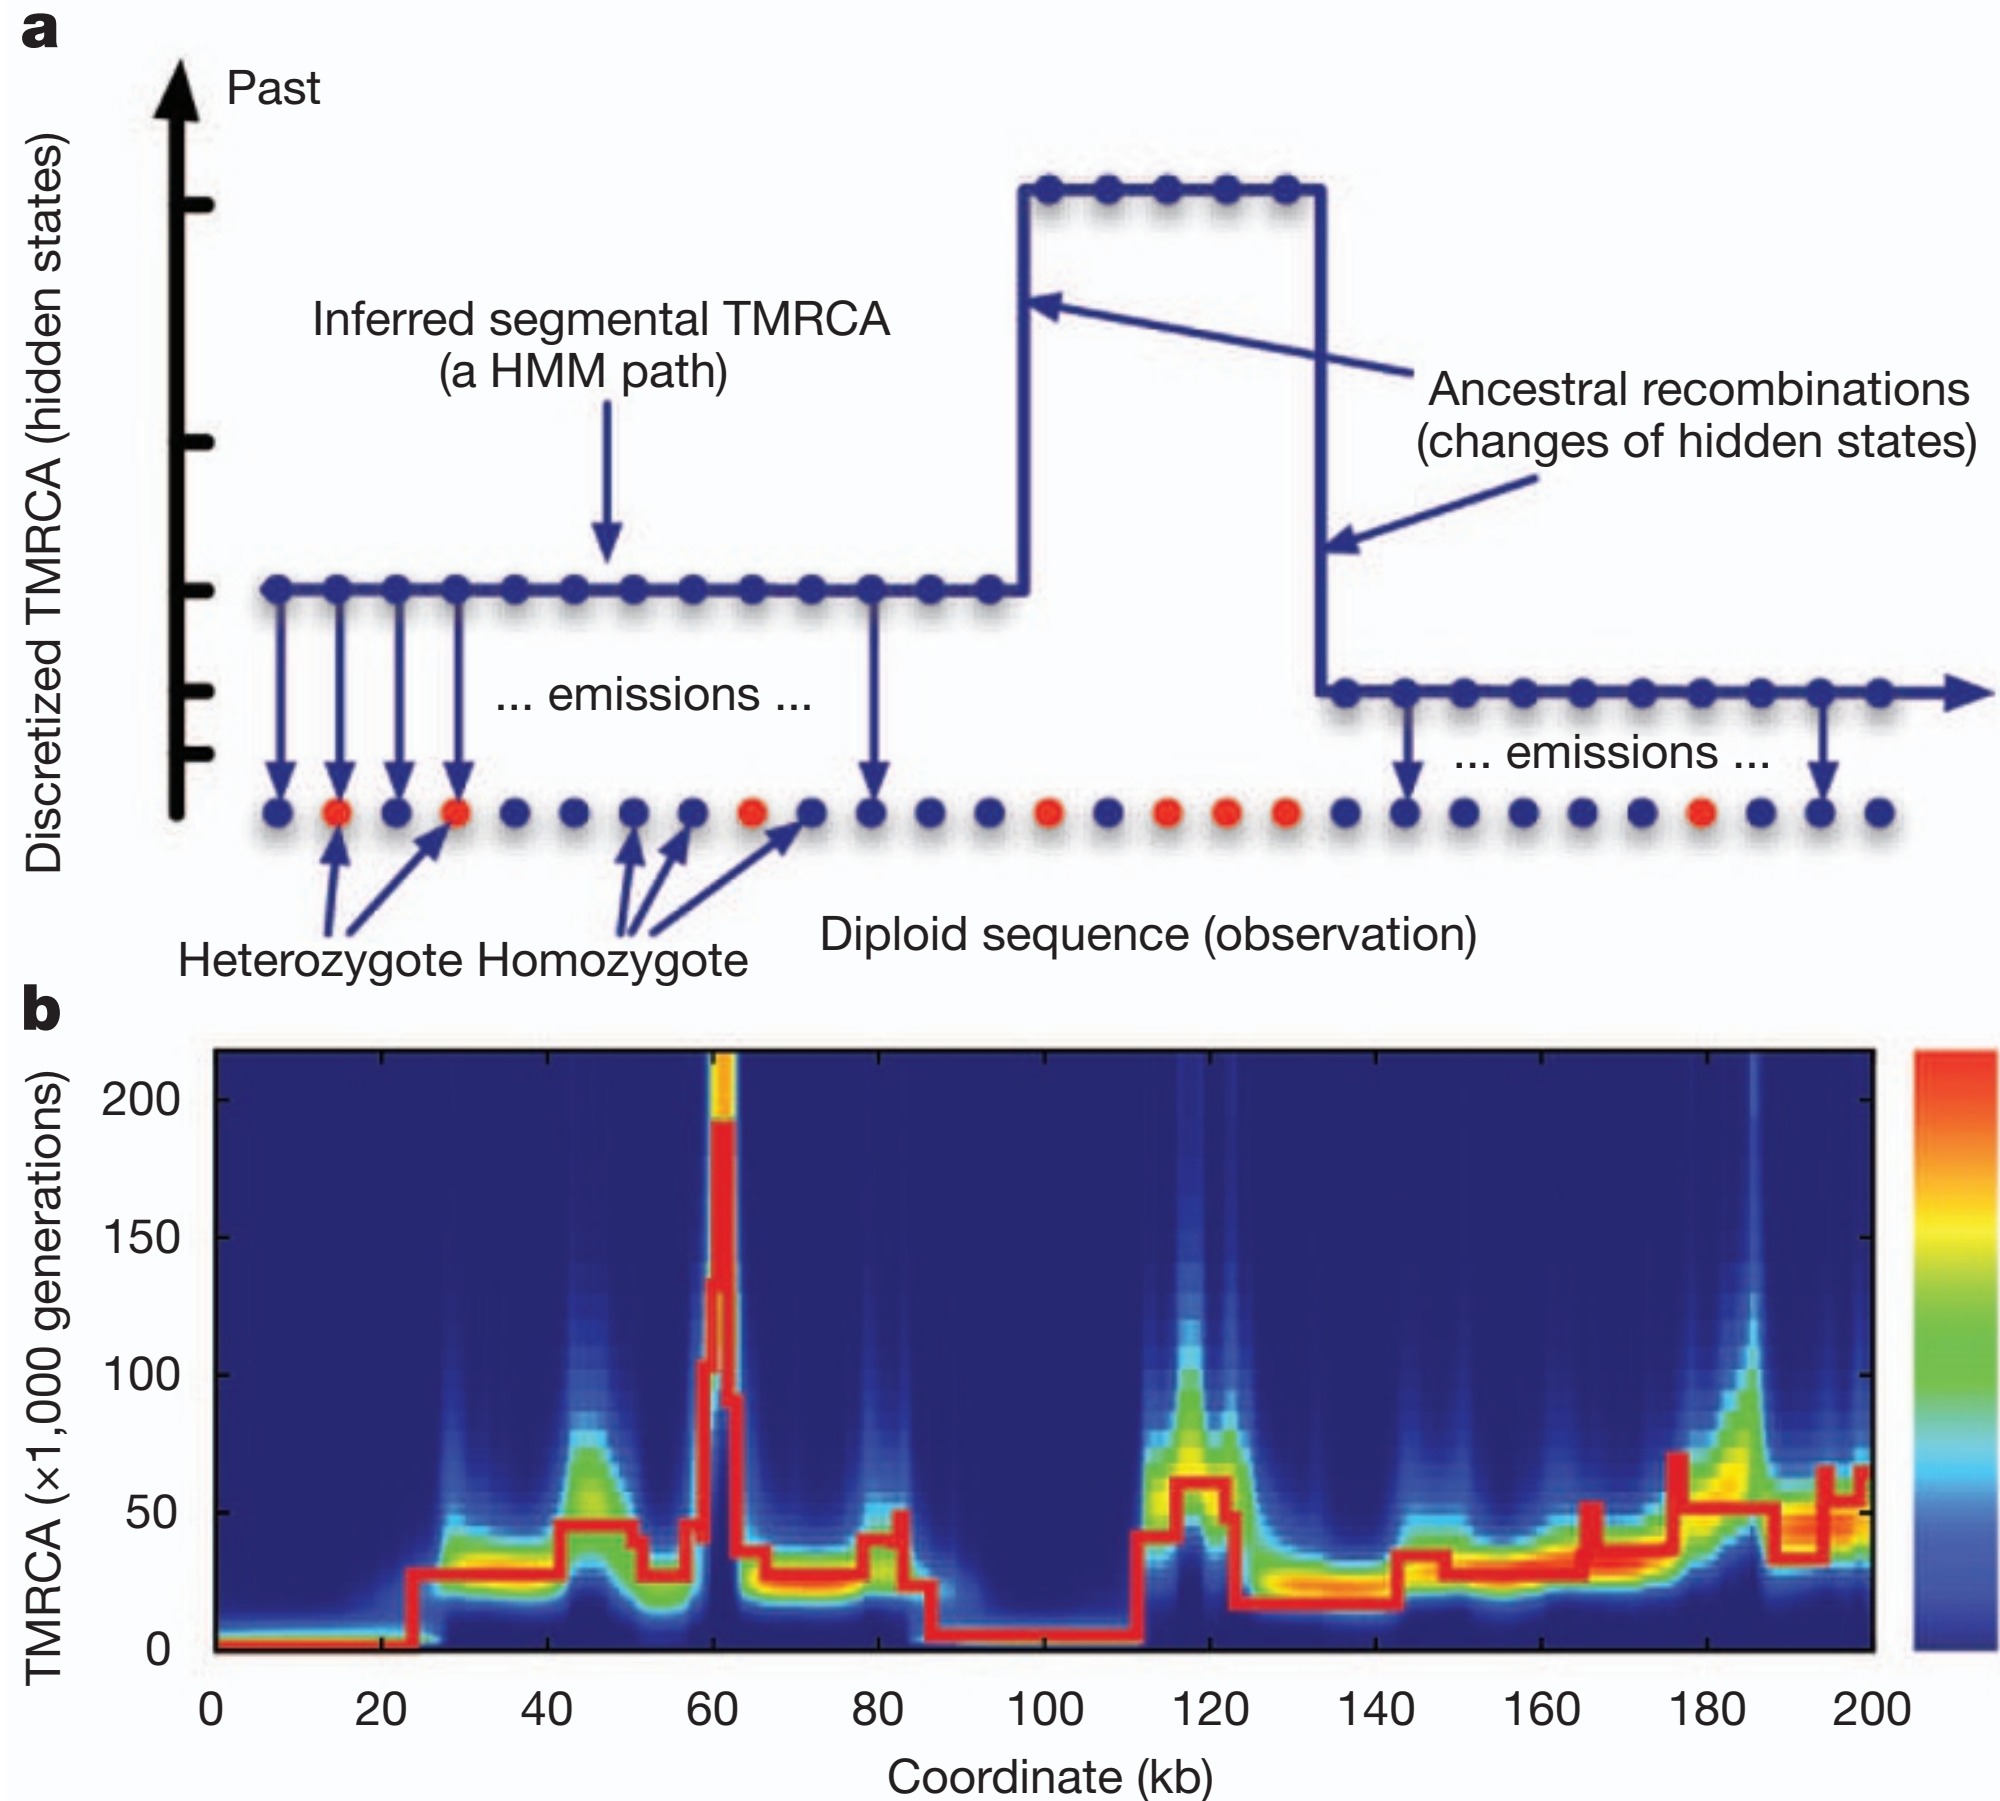 a
Past
Discretized TMRCA (hidden states)
Inferred segmental TMRCA
(a HMM path)
Ancestral recombinations
(changes of hidden states)
... emissions ...
... emissions ...
Heterozygote Homozygote
Diploid sequence (observation)
b
TMRCA (×1,000 generations)
200
150
100
50
0
0 20 40 60 80 100 120 140 160 180 200
Coordinate (kb)